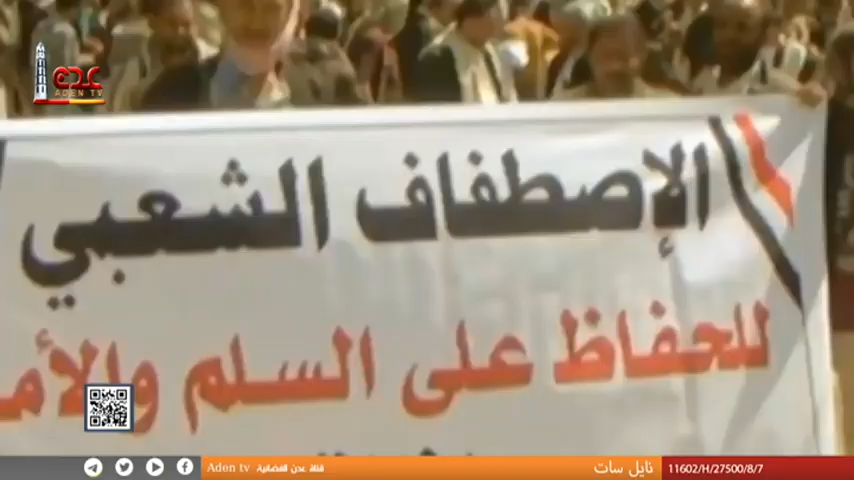 عدن
ADEN TV
الإصطفاف الشعبي
للحفاظ على السلم والأمـ
Aden tv قناة عدن الفضائية
نايل سات
11602/H/27500/8/7